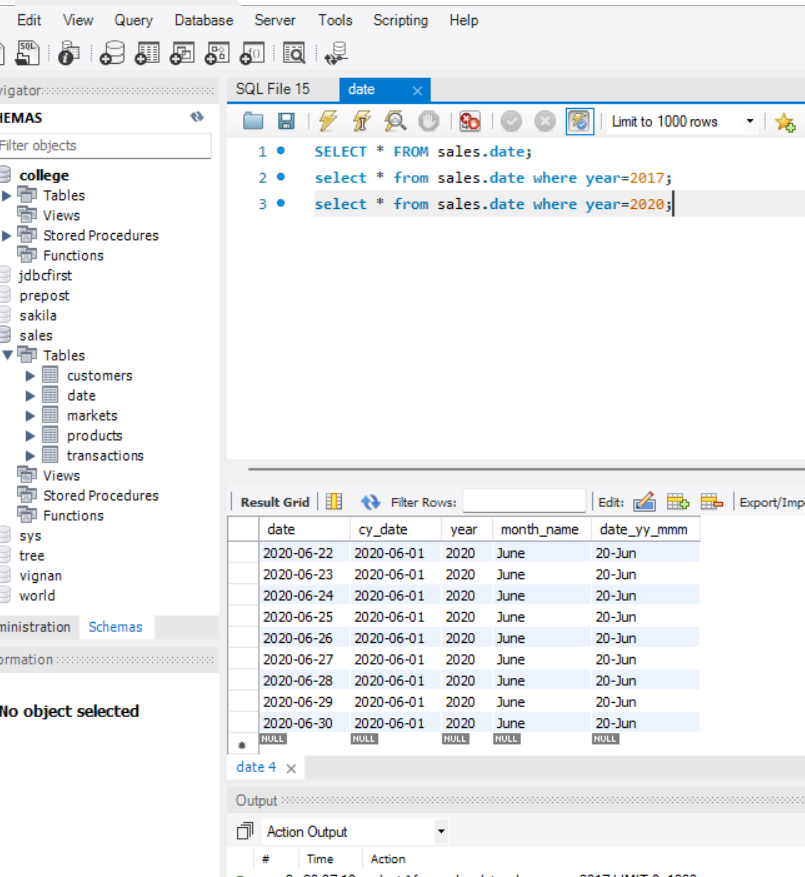 Edit View Query Database Server Tools Scripting Help
SQL
SQL File 15 date
SELECT * FROM sales.date;
select * from sales.date where year=2017;
select * from sales.date where year=2020;
1
2
3
Limit to 1000 rows
Filter objects
college
Tables
Views
Stored Procedures
Functions
jdbcfirst
prepost
sakila
sales
Tables
customers
date
markets
products
transactions
Views
Stored Procedures
Functions
sys
tree
vignan
world
Schemas
No object selected
Result Grid Filter Rows: Edit:
date cy_date year month_name date_yy_mmm
2020-06-22 2020-06-01 2020 June 20-Jun
2020-06-23 2020-06-01 2020 June 20-Jun
2020-06-24 2020-06-01 2020 June 20-Jun
2020-06-25 2020-06-01 2020 June 20-Jun
2020-06-26 2020-06-01 2020 June 20-Jun
2020-06-27 2020-06-01 2020 June 20-Jun
2020-06-28 2020-06-01 2020 June 20-Jun
2020-06-29 2020-06-01 2020 June 20-Jun
2020-06-30 2020-06-01 2020 June 20-Jun
NULL NULL NULL NULL NULL
date 4
Output
Action Output
# Time Action